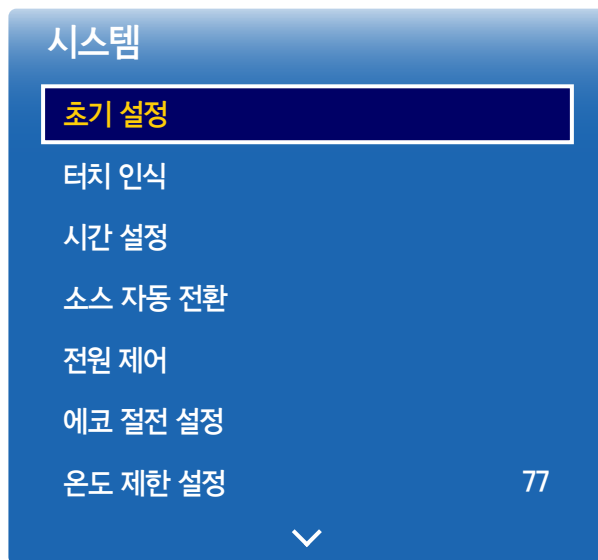 시스템
초기 설정
터치 인식
시간 설정
소스 자동 전환
전원 제어
에코 절전 설정
온도 제한 설정 77